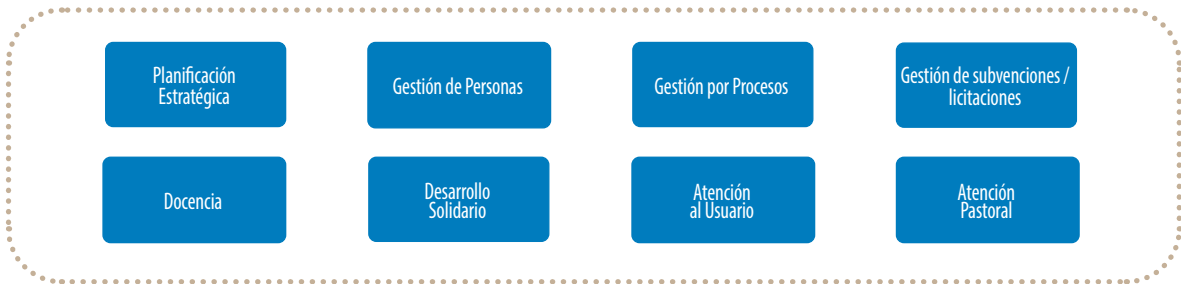 Planificación
Estratégica
Gestión de Personas
Gestión por Procesos
Gestión de subvenciones /
licitaciones
Docencia
Desarrollo
Solidario
Atención
al Usuario
Atención
Pastoral